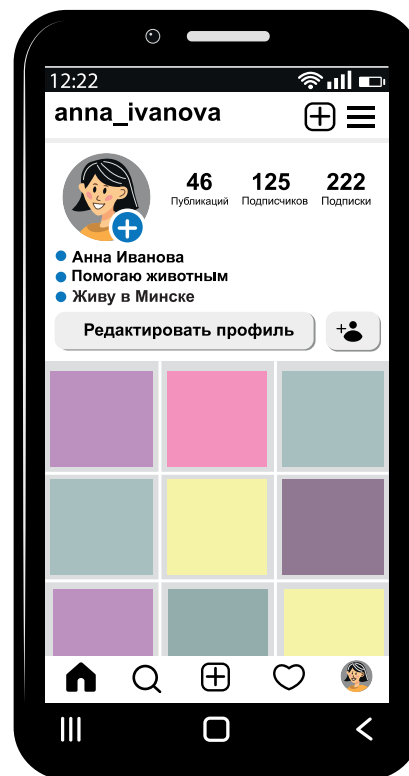 12:22
anna_ivanova
46 125 222
Публикаций Подписчиков Подписки
Анна Иванова
Помогаю животным
Живу в Минске
Редактировать профиль